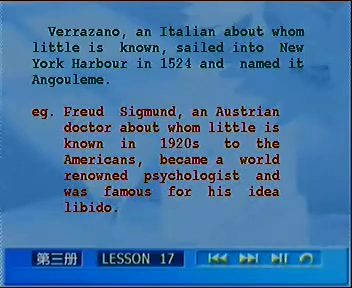 Verrazano, an Italian about whom
little is known, sailed into New
York Harbour in 1524 and named it
Angouleme.
eg. Freud Sigmund, an Austrian
doctor about whom little is
known in 1920s to the
Americans, became a world
renowned psychologist and
was famous for his idea
libido.
第三册 LESSON 17